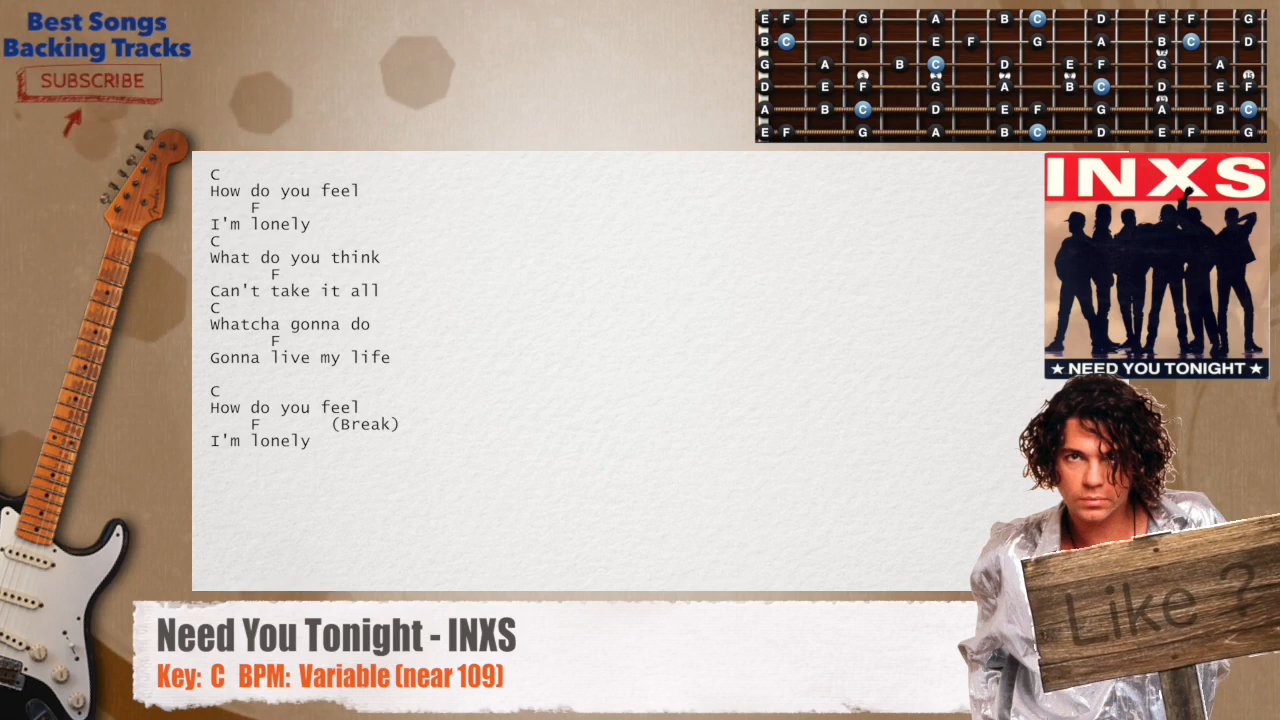 Best Songs
Backing Tracks
SUBSCRIBE
E F G A B C D E F G
B C D E F G A B C D
G A B C D E F G A
D E F G A B C D E F
A B C D E F G A B C
E F G A B C D E F G
C
How do you feel
F
I'm lonely
C
What do you think
F
Can't take it all
C
Whatcha gonna do
F
Gonna live my life
C
How do you feel
F (Break)
I'm lonely
INXS
★ NEED YOU TONIGHT ★
Like ?
Need You Tonight - INXS
Key: C BPM: Variable (near 109)